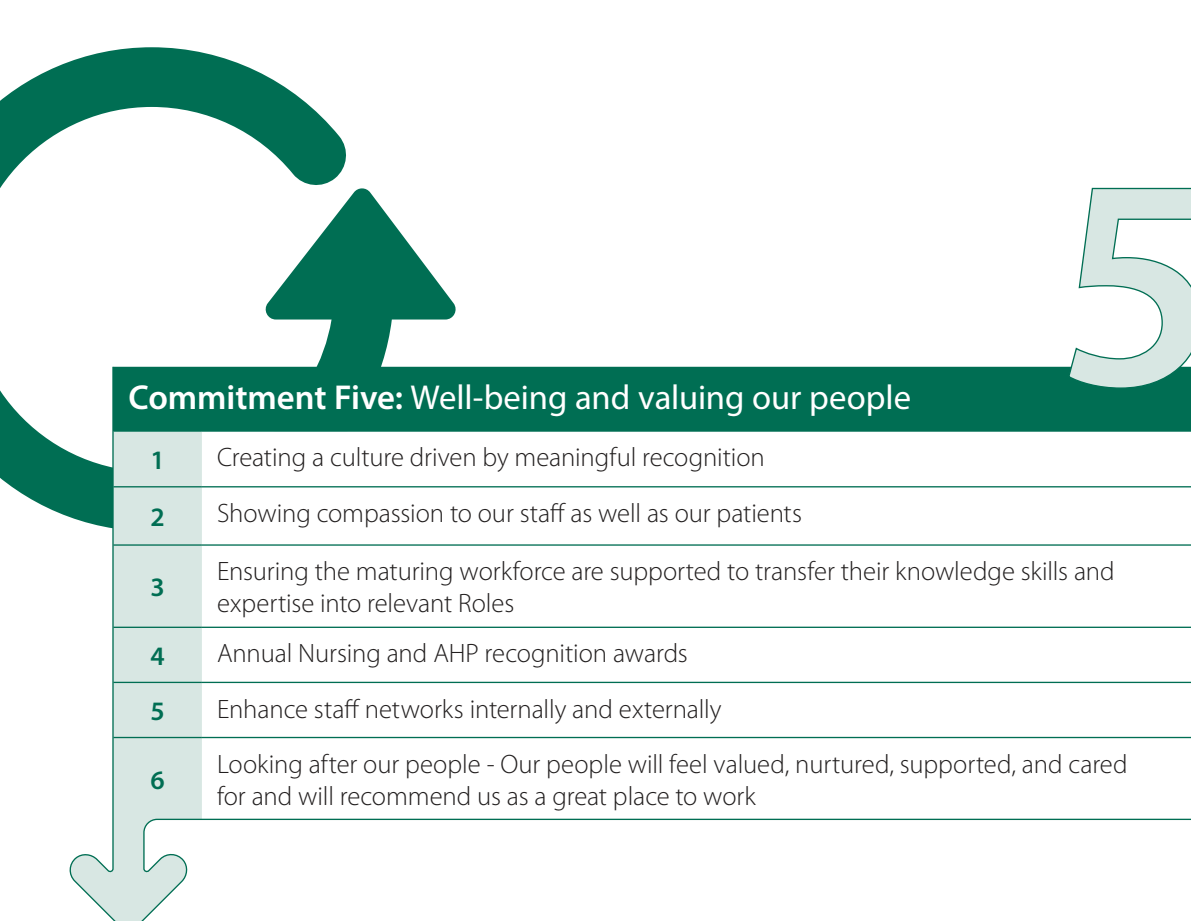 5
Commitment Five: Well-being and valuing our people
1 Creating a culture driven by meaningful recognition
2 Showing compassion to our staff as well as our patients
3 Ensuring the maturing workforce are supported to transfer their knowledge skills and
expertise into relevant Roles
4 Annual Nursing and AHP recognition awards
5 Enhance staff networks internally and externally
6 Looking after our people - Our people will feel valued, nurtured, supported, and cared
for and will recommend us as a great place to work